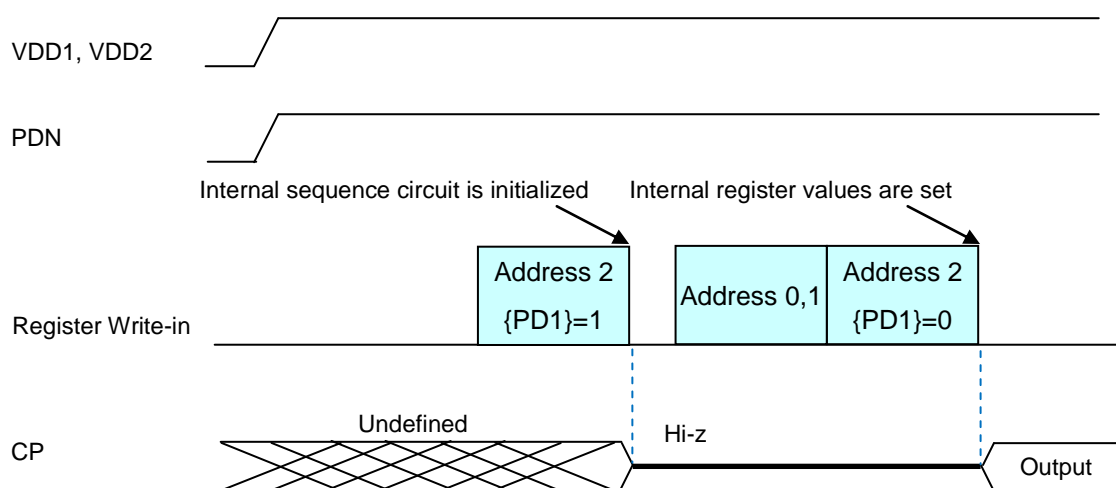 VDD1, VDD2
PDN
Internal sequence circuit is initialized
Internal register values are set
Register Write-in
Address 2
{PD1}=1
Address 0,1
Address 2
{PD1}=0
CP
Undefined
Hi-z
Output